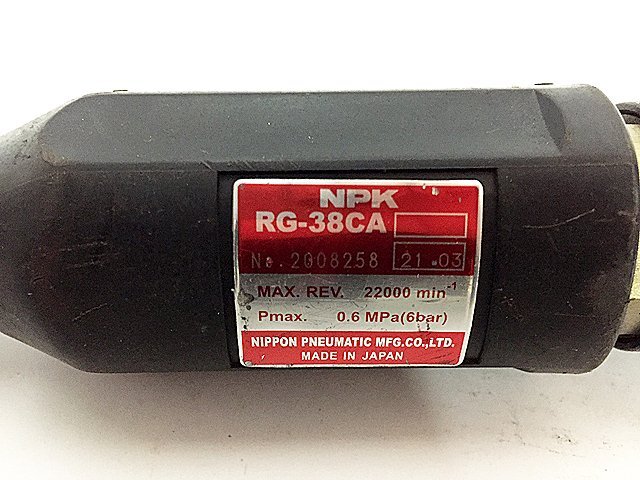 NPK
RG-38CA
No. 2008258 21.03
MAX. REV. 22000 min⁻¹
Pmax. 0.6 MPa(6bar)
NIPPON PNEUMATIC MFG.CO.,LTD.
MADE IN JAPAN